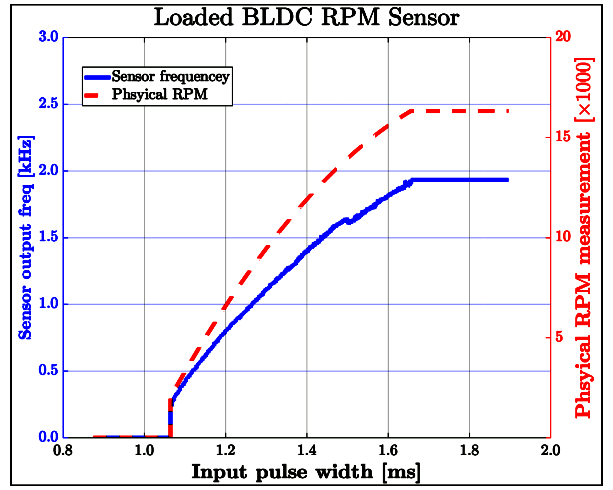 Loaded BLDC RPM Sensor
Sensor frequencey
Phsyical RPM
Sensor output freq [kHz]
3.0
2.5
2.0
1.5
1.0
0.5
0.0
20
15
10
5
Phsyical RPM measurement [×1000]
0.8 1.0 1.2 1.4 1.6 1.8 2.0
Input pulse width [ms]